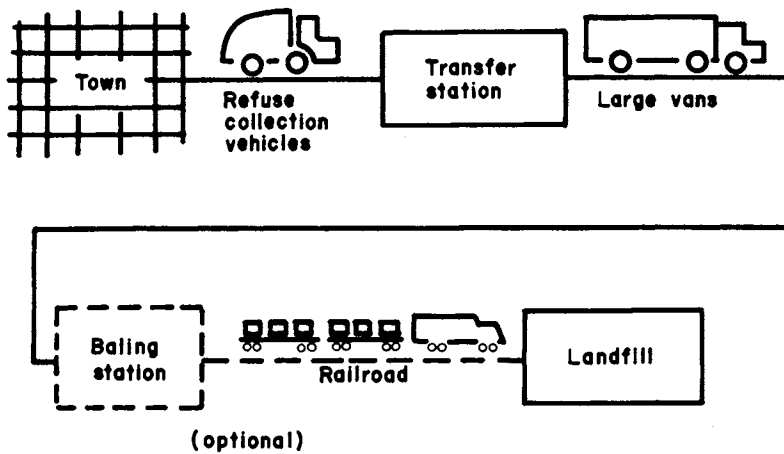 Town
Refuse
collection
vehicles
Transfer
station
Large vans
Baling
station
Railroad
Landfill
(optional)